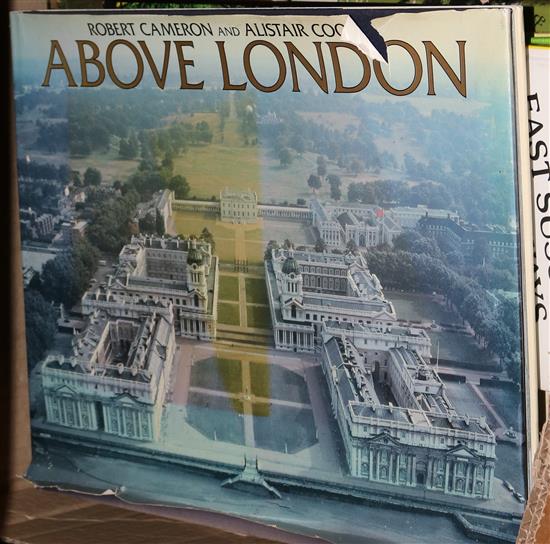 ROBERT CAMERON AND ALISTAIR COO
ABOVE LONDON
EAST SUS